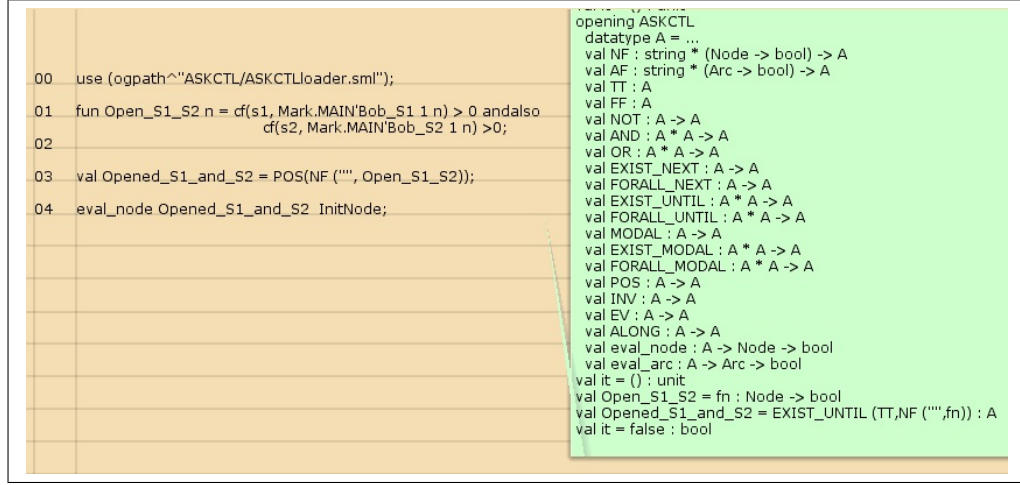 00 use (ogpath^"ASKCTL/ASKCTLloader.sml");
01 fun Open_S1_S2 n = cf(s1, Mark.MAIN'Bob_S1 1 n) > 0 andalso
cf(s2, Mark.MAIN'Bob_S2 1 n) >0;
02
03 val Opened_S1_and_S2 = POS(NF ("", Open_S1_S2));
04 eval_node Opened_S1_and_S2 InitNode;
opening ASKCTL
datatype A = ...
val NF : string * (Node -> bool) -> A
val AF : string * (Arc -> bool) -> A
val TT : A
val FF : A
val NOT : A -> A
val AND : A * A -> A
val OR : A * A -> A
val EXIST_NEXT : A -> A
val FORALL_NEXT : A -> A
val EXIST_UNTIL : A * A -> A
val FORALL_UNTIL : A * A -> A
val MODAL : A -> A
val EXIST_MODAL : A * A -> A
val FORALL_MODAL : A * A -> A
val POS : A -> A
val INV : A -> A
val EV : A -> A
val ALONG : A -> A
val eval_node : A -> Node -> bool
val eval_arc : A -> Arc -> bool
val it = () : unit
val Open_S1_S2 = fn : Node -> bool
val Opened_S1_and_S2 = EXIST_UNTIL (TT,NF ("",fn)) : A
val it = false : bool